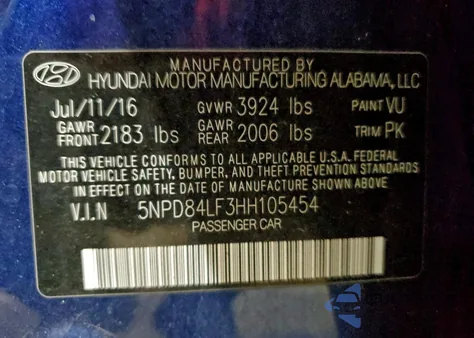 MANUFACTURED BY
HYUNDAI MOTOR MANUFACTURING ALABAMA, LLC
Jul/11/16 GVWR 3924 lbs PAINT VU
GAWR FRONT 2183 lbs GAWR REAR 2006 lbs TRIM PK
THIS VEHICLE CONFORMS TO ALL APPLICABLE U.S.A. FEDERAL
MOTOR VEHICLE SAFETY, BUMPER, AND THEFT PREVENTION STANDARDS
IN EFFECT ON THE DATE OF MANUFACTURE SHOWN ABOVE.
V.I.N 5NPD84LF3HH105454
PASSENGER CAR